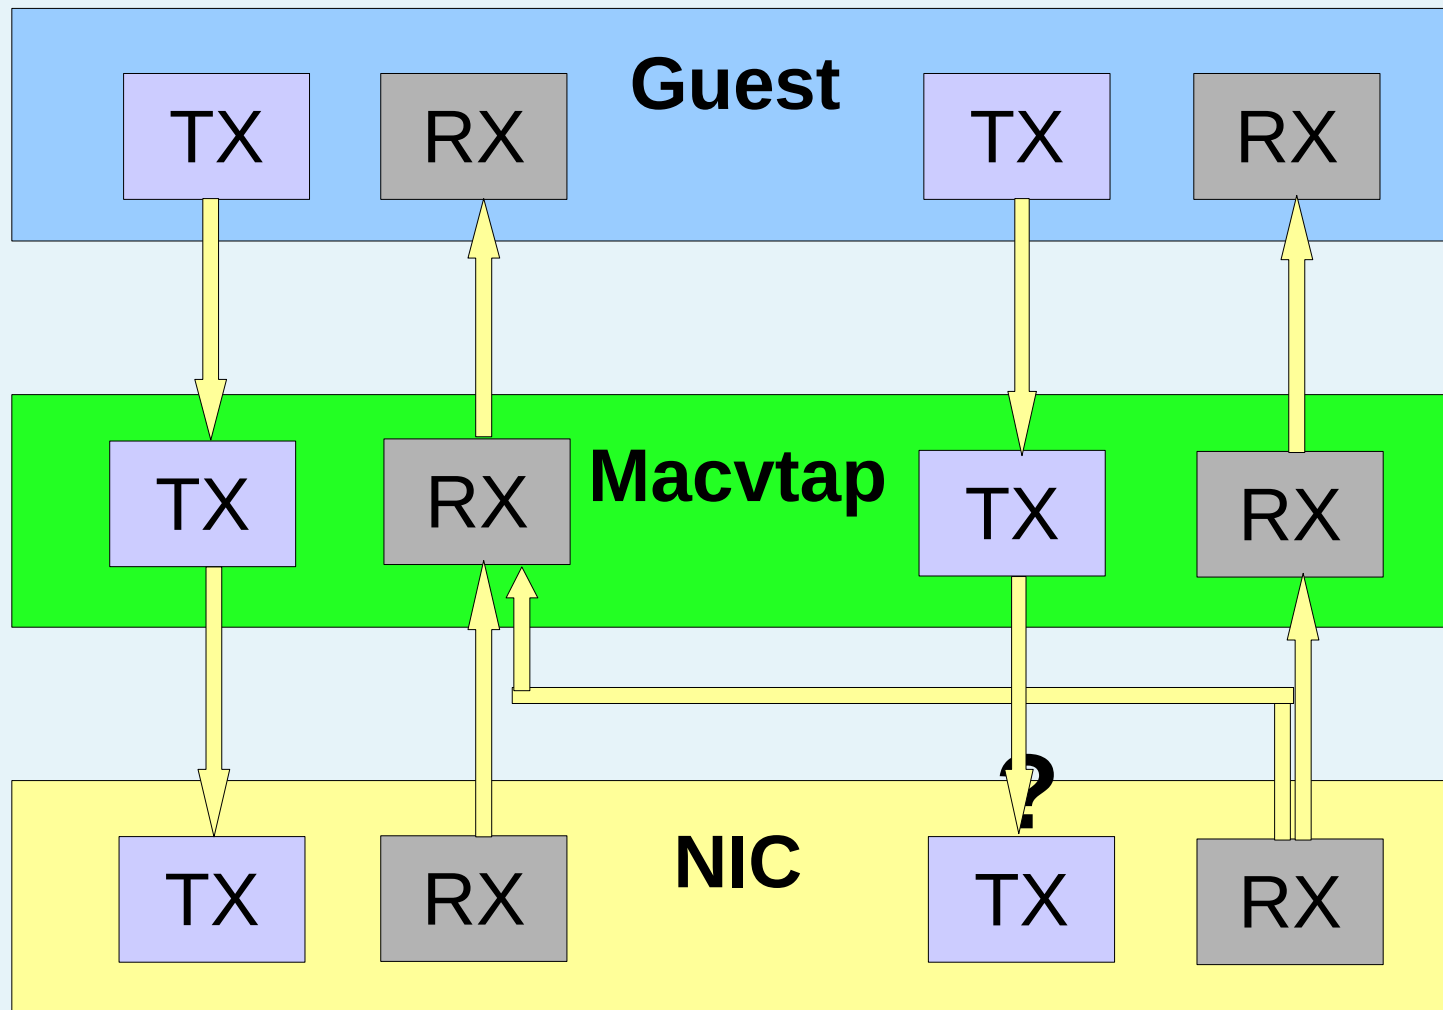 Guest
TX RX TX RX
Macvtap
TX RX TX RX
?
NIC
TX RX TX RX